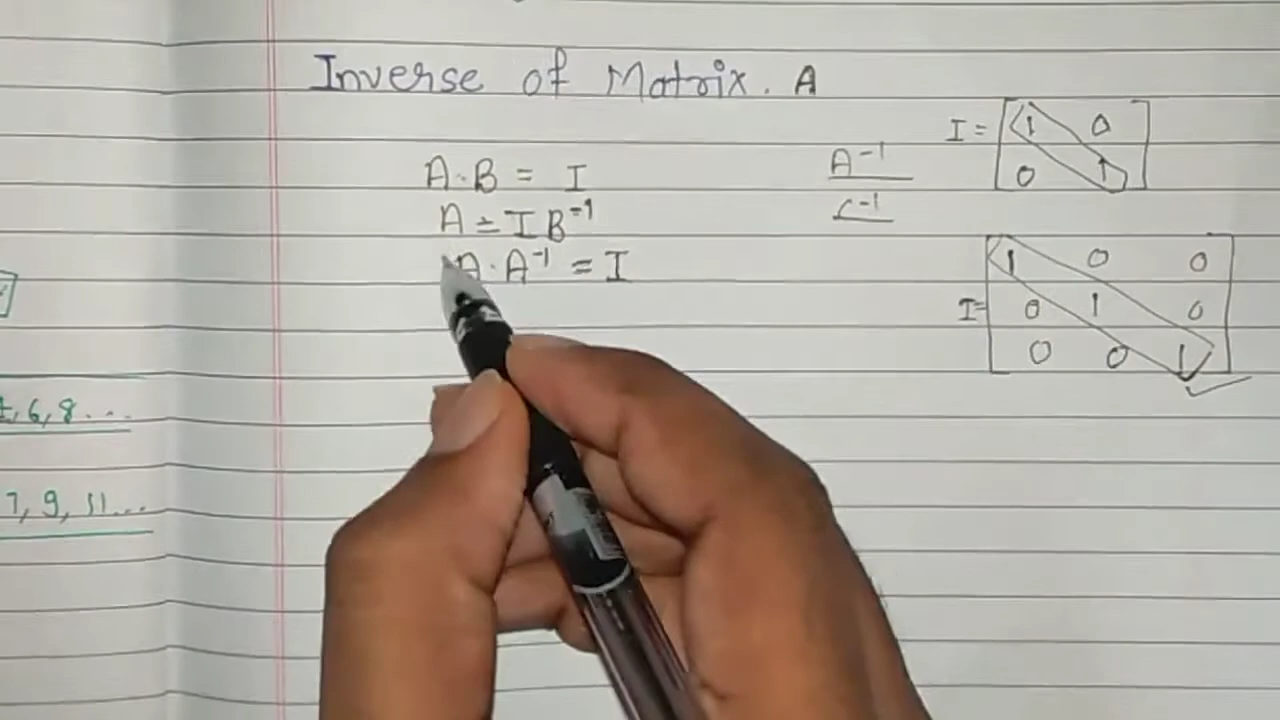 Inverse of Matrix. A
A·B = I
A = I B⁻¹
A·A⁻¹ = I
A⁻¹
C⁻¹
I = 1 0
0 1
I = 1 0 0
0 1 0
0 0 1
6, 8...
7, 9, 11...